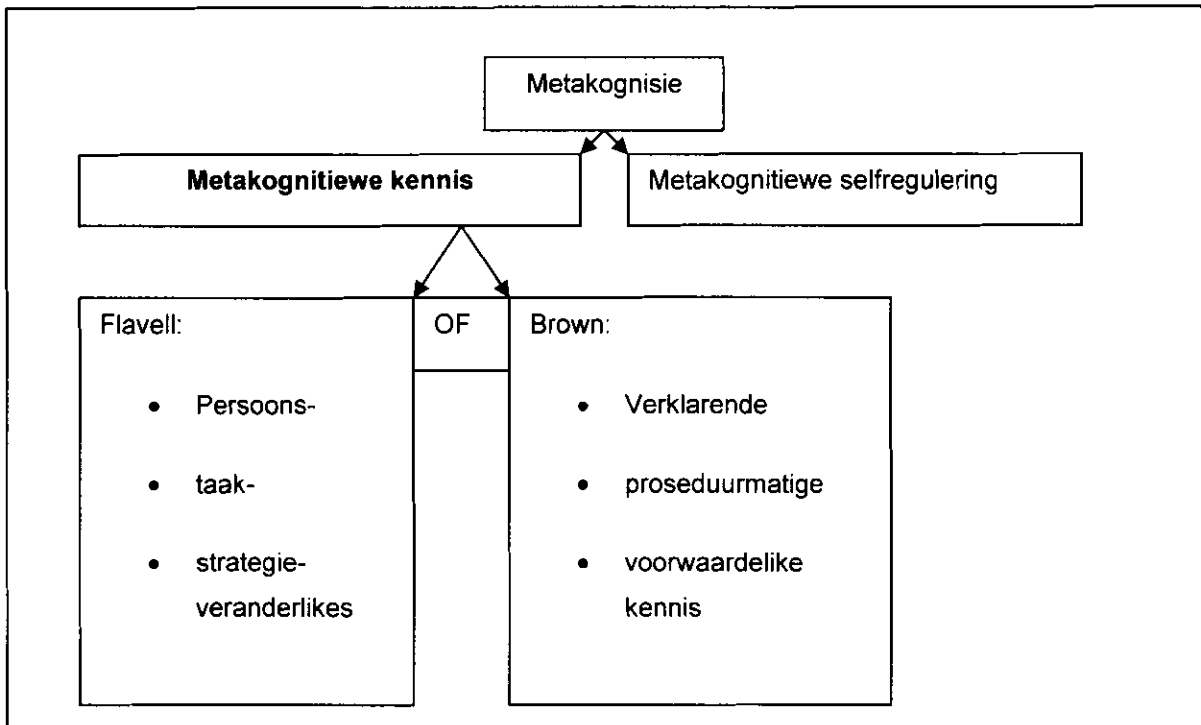 Metakognisie
Metakognitiewe kennis
Metakognitiewe selfregulering
Flavell:
• Persoons-
• taak-
• strategie-
veranderlikes
OF
Brown:
• Verklarende
• proseduurmatige
• voorwaardelike
kennis